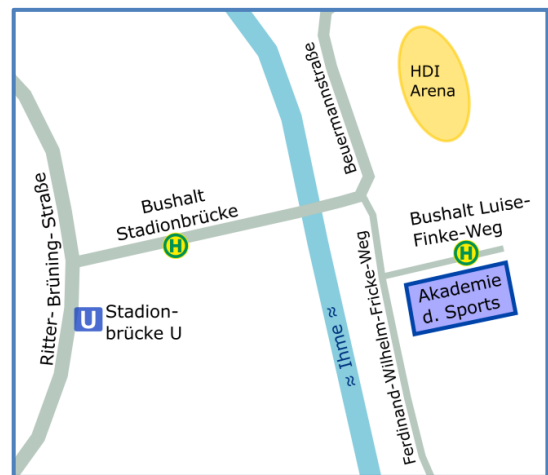 HDI
Arena
Beuermannstraße
Bushalt
Stadionbrücke
H
Bushalt Luise-
Finke-Weg
H
Ritter-Brüning-Straße
U
Stadion-
brücke U
≈ Ihme ≈
Ferdinand-Wilhelm-Fricke-Weg
Akademie
d. Sports